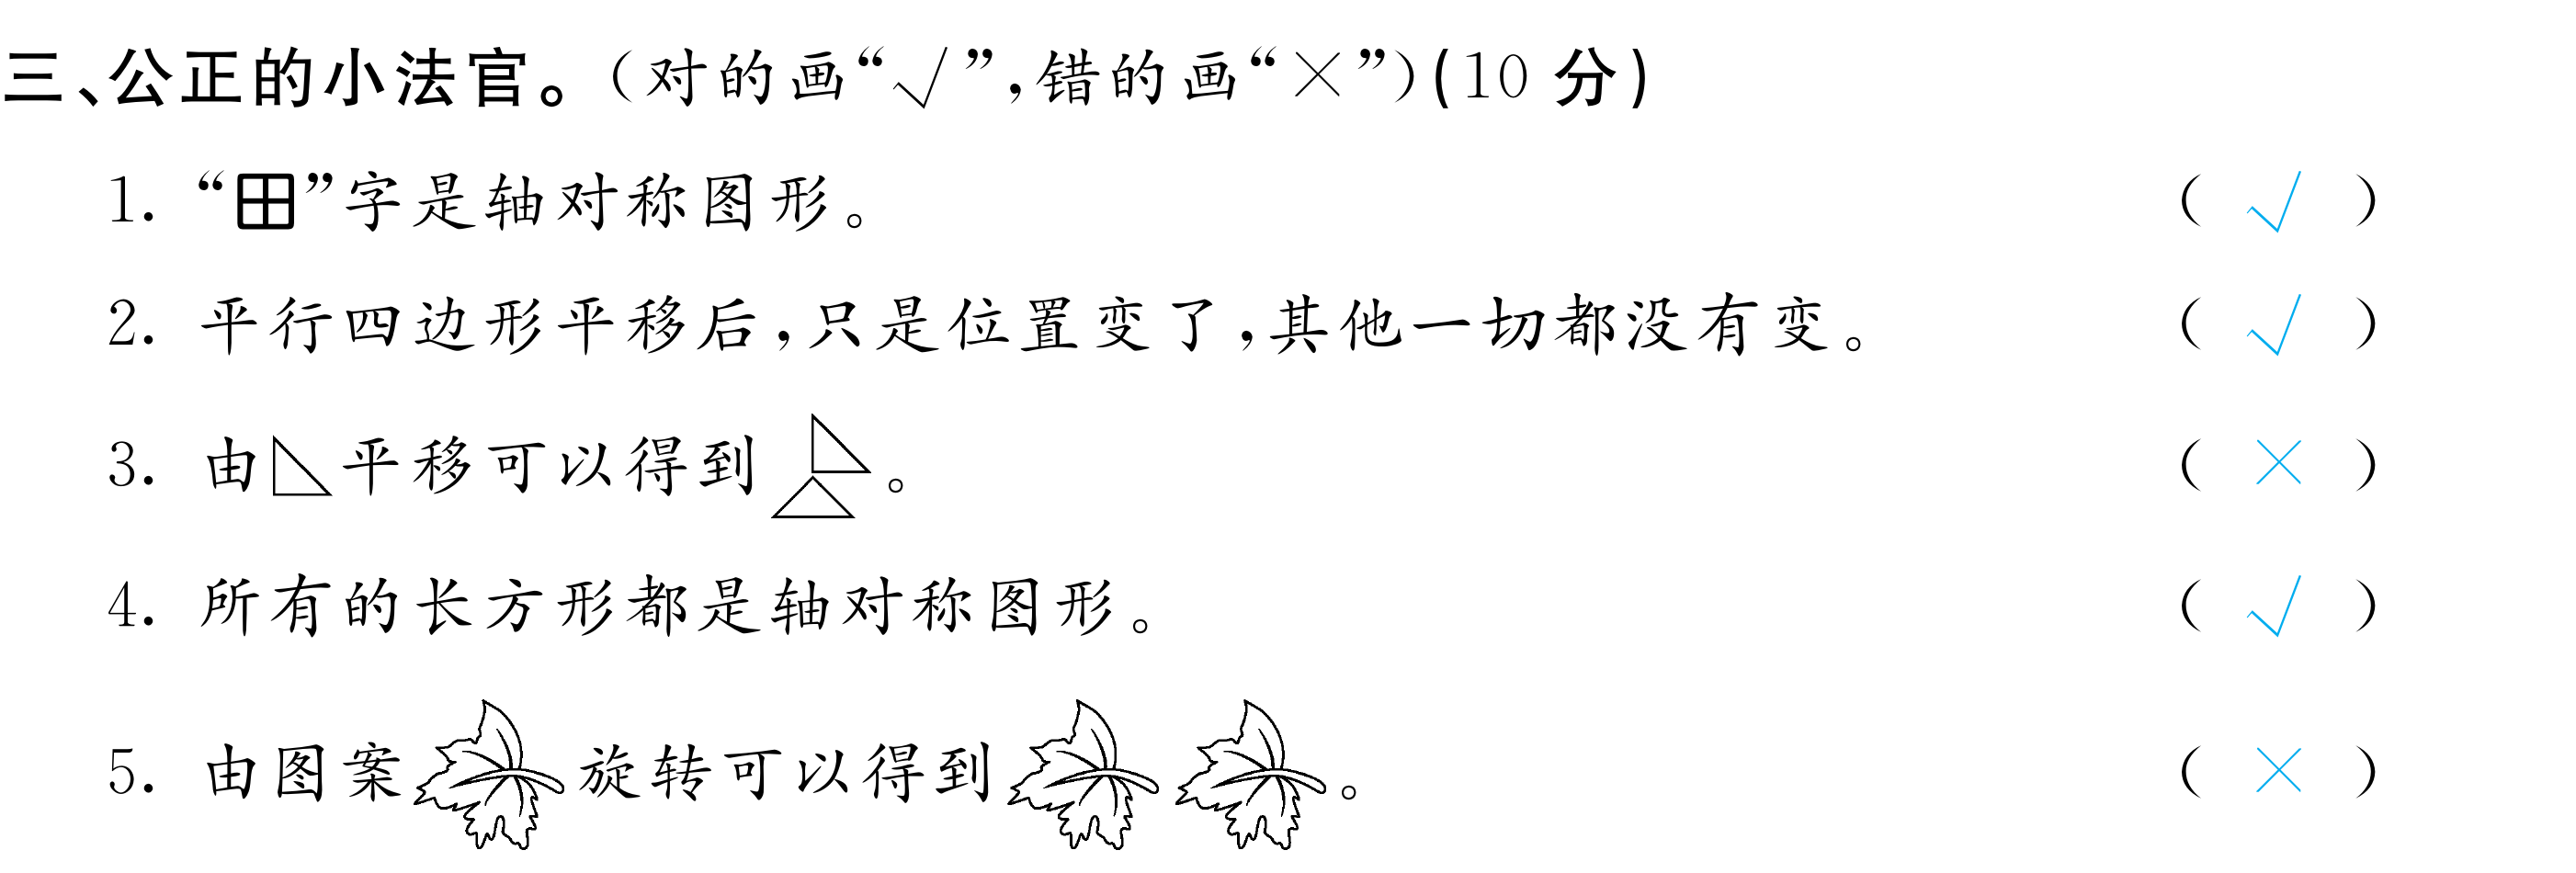 三、公正的小法官。(对的画“√”,错的画“×”)(10 分)
1. “田”字是轴对称图形。 ( √ )
2. 平行四边形平移后,只是位置变了,其他一切都没有变。 ( √ )
3. 由平移可以得到。 ( × )
4. 所有的长方形都是轴对称图形。 ( √ )
5. 由图案旋转可以得到。 ( × )